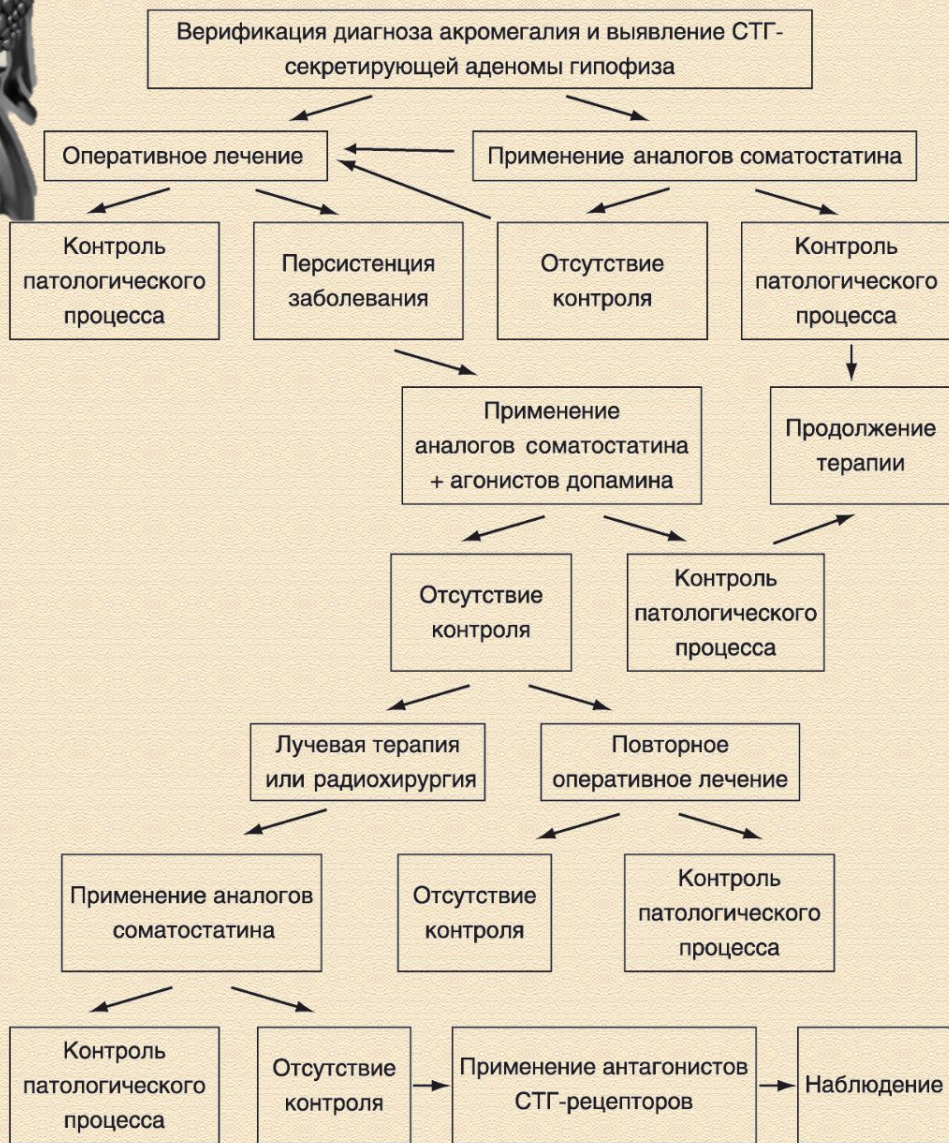 Верификация диагноза акромегалия и выявление СТГ-
секретирующей аденомы гипофиза
Оперативное лечение
Применение аналогов соматостатина
Контроль
патологического
процесса
Персистенция
заболевания
Отсутствие
контроля
Контроль
патологического
процесса
Применение
аналогов соматостатина
+ агонистов допамина
Продолжение
терапии
Отсутствие
контроля
Контроль
патологического
процесса
Лучевая терапия
или радиохирургия
Повторное
оперативное лечение
Применение аналогов
соматостатина
Отсутствие
контроля
Контроль
патологического
процесса
Контроль
патологического
процесса
Отсутствие
контроля
Применение антагонистов
СТГ-рецепторов
Наблюдение